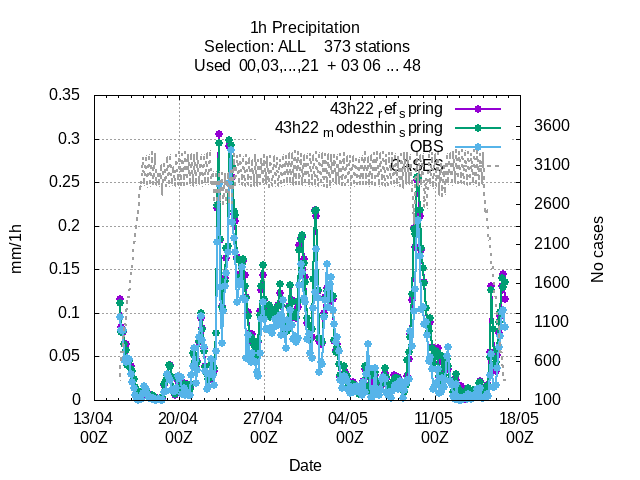 1h Precipitation
Selection: ALL 373 stations
Used 00,03,...,21 + 03 06 ... 48
43h22 ref spring
43h22 modesthin spring
OBS
CASES
0.35
0.3
0.25
0.2
0.15
0.1
0.05
0
mm/1h
3600
3100
2600
2100
1600
1100
600
100
No cases
13/04 20/04 27/04 04/05 11/05 18/05
00Z 00Z 00Z 00Z 00Z 00Z
Date